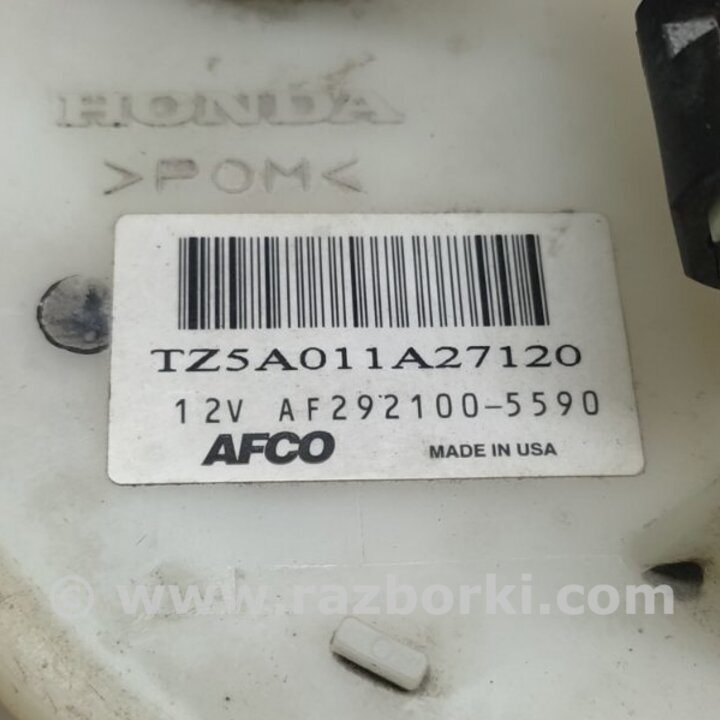 HONDA
>POM<
TZ5A011A27120
12V AF292100-5590
AFCO MADE IN USA
© www.razborki.com